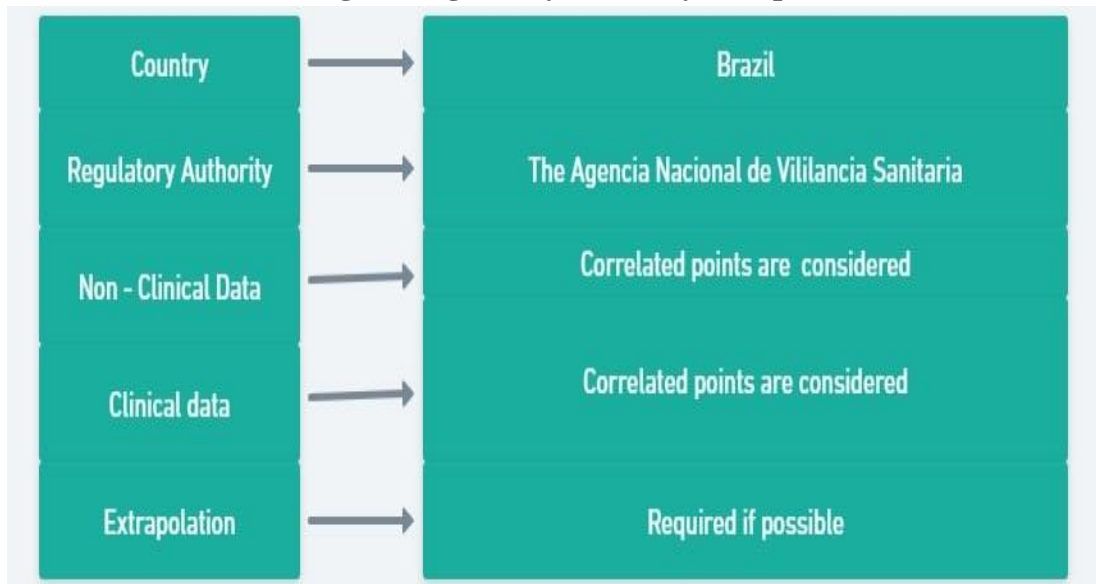 Country
Brazil
Regulatory Authority
The Agencia Nacional de Vililancia Sanitaria
Non - Clinical Data
Correlated points are considered
Clinical data
Correlated points are considered
Extrapolation
Required if possible